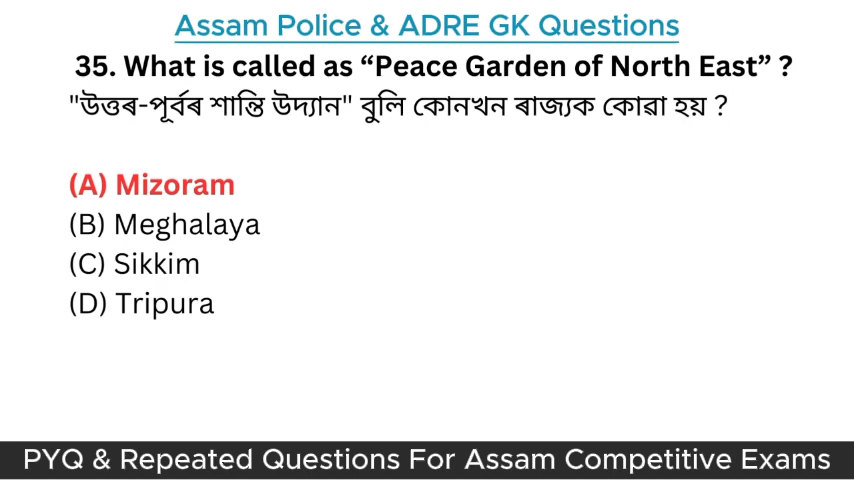 Assam Police & ADRE GK Questions
35. What is called as “Peace Garden of North East” ?
"উত্তৰ-পূৰ্বৰ শান্তি উদ্যান" বুলি কোনখন ৰাজ্যক কোৱা হয় ?
(A) Mizoram
(B) Meghalaya
(C) Sikkim
(D) Tripura
PYQ & Repeated Questions For Assam Competitive Exams